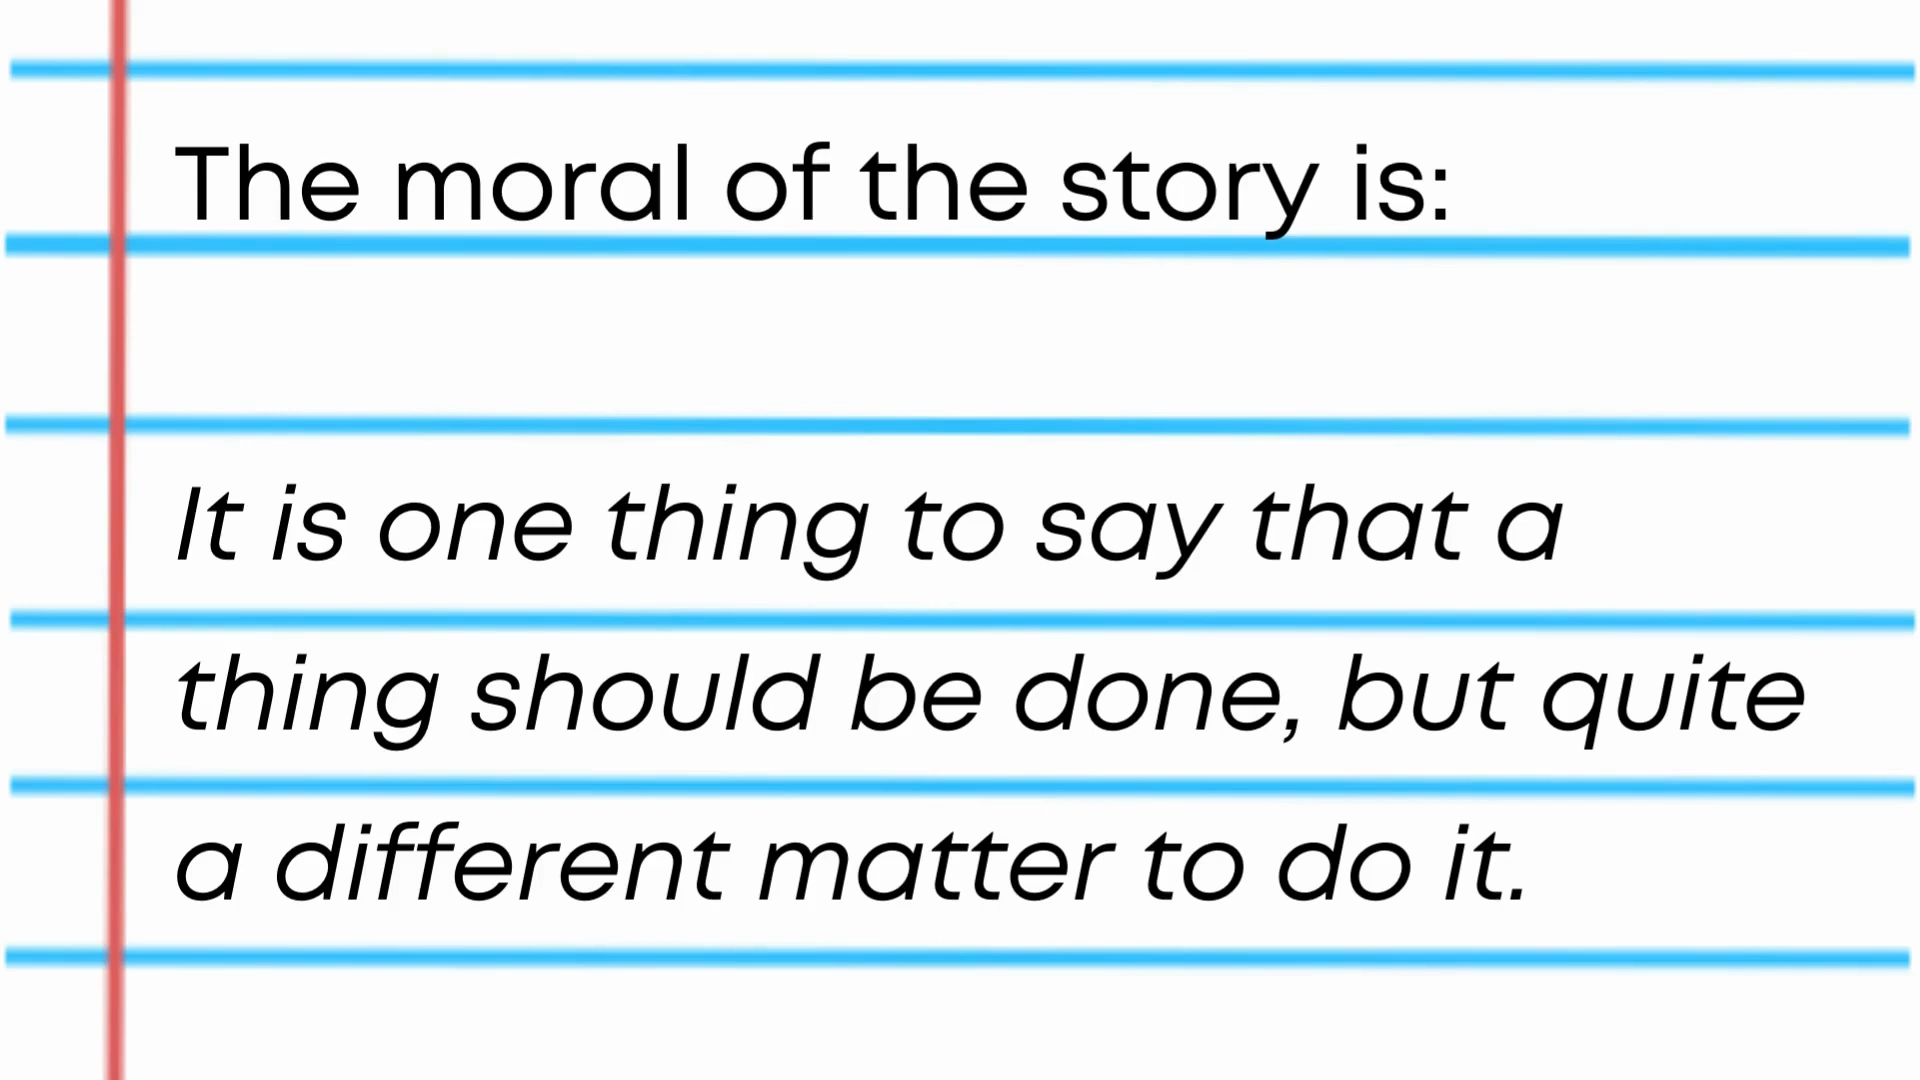 The moral of the story is:
It is one thing to say that a
thing should be done, but quite
a different matter to do it.